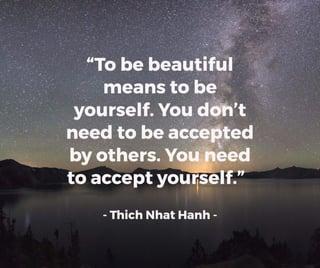 “To be beautiful
means to be
yourself. You don’t
need to be accepted
by others. You need
to accept yourself.”
- Thich Nhat Hanh -